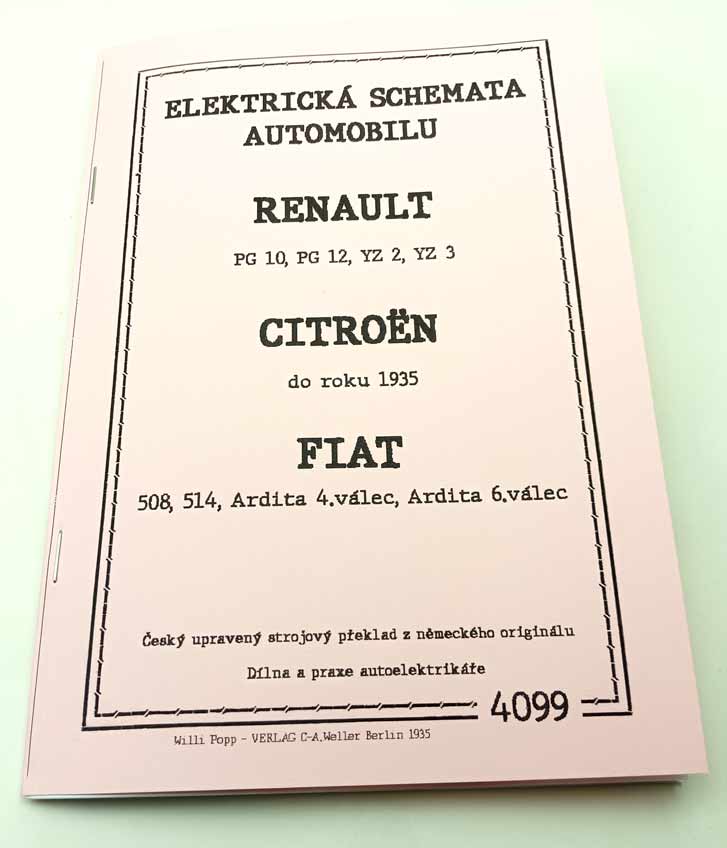 ELEKTRICKÁ SCHEMATA
AUTOMOBILU
RENAULT
PG 10, PG 12, YZ 2, YZ 3
CITROËN
do roku 1935
FIAT
508, 514, Ardita 4.válec, Ardita 6.válec
Český upravený strojový překlad z německého originálu
Dílna a praxe autoelektrikáře
4099
Willi Popp - VERLAG C-A.Weller Berlin 1935